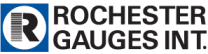 R ROCHESTER
GAUGES INT.